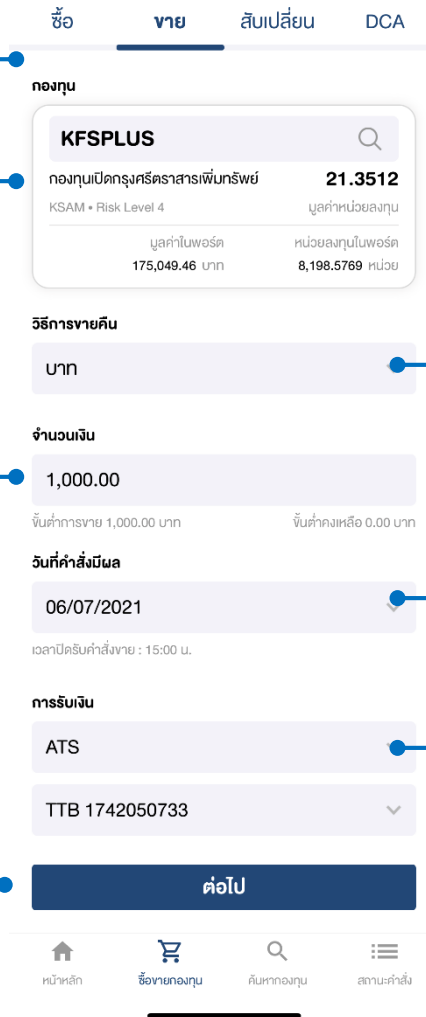 ซื้อ ขาย สับเปลี่ยน DCA
กองทุน
KFSPLUS
กองทุนเปิดกรุงศรีตราสารเพิ่มทรัพย์ 21.3512
KSAM • Risk Level 4 มูลค่าหน่วยลงทุน
มูลค่าในพอร์ต หน่วยลงทุนในพอร์ต
175,049.46 บาท 8,198.5769 หน่วย
วิธีการขายคืน
บาท
จำนวนเงิน
1,000.00
ขั้นต่ำการขาย 1,000.00 บาท ขั้นต่ำคงเหลือ 0.00 บาท
วันที่คำสั่งมีผล
06/07/2021
เวลาปิดรับคำสั่งขาย : 15:00 น.
การรับเงิน
ATS
TTB 1742050733
ต่อไป
หน้าหลัก ซื้อขายกองทุน ค้นหากองทุน สถานะคำสั่ง